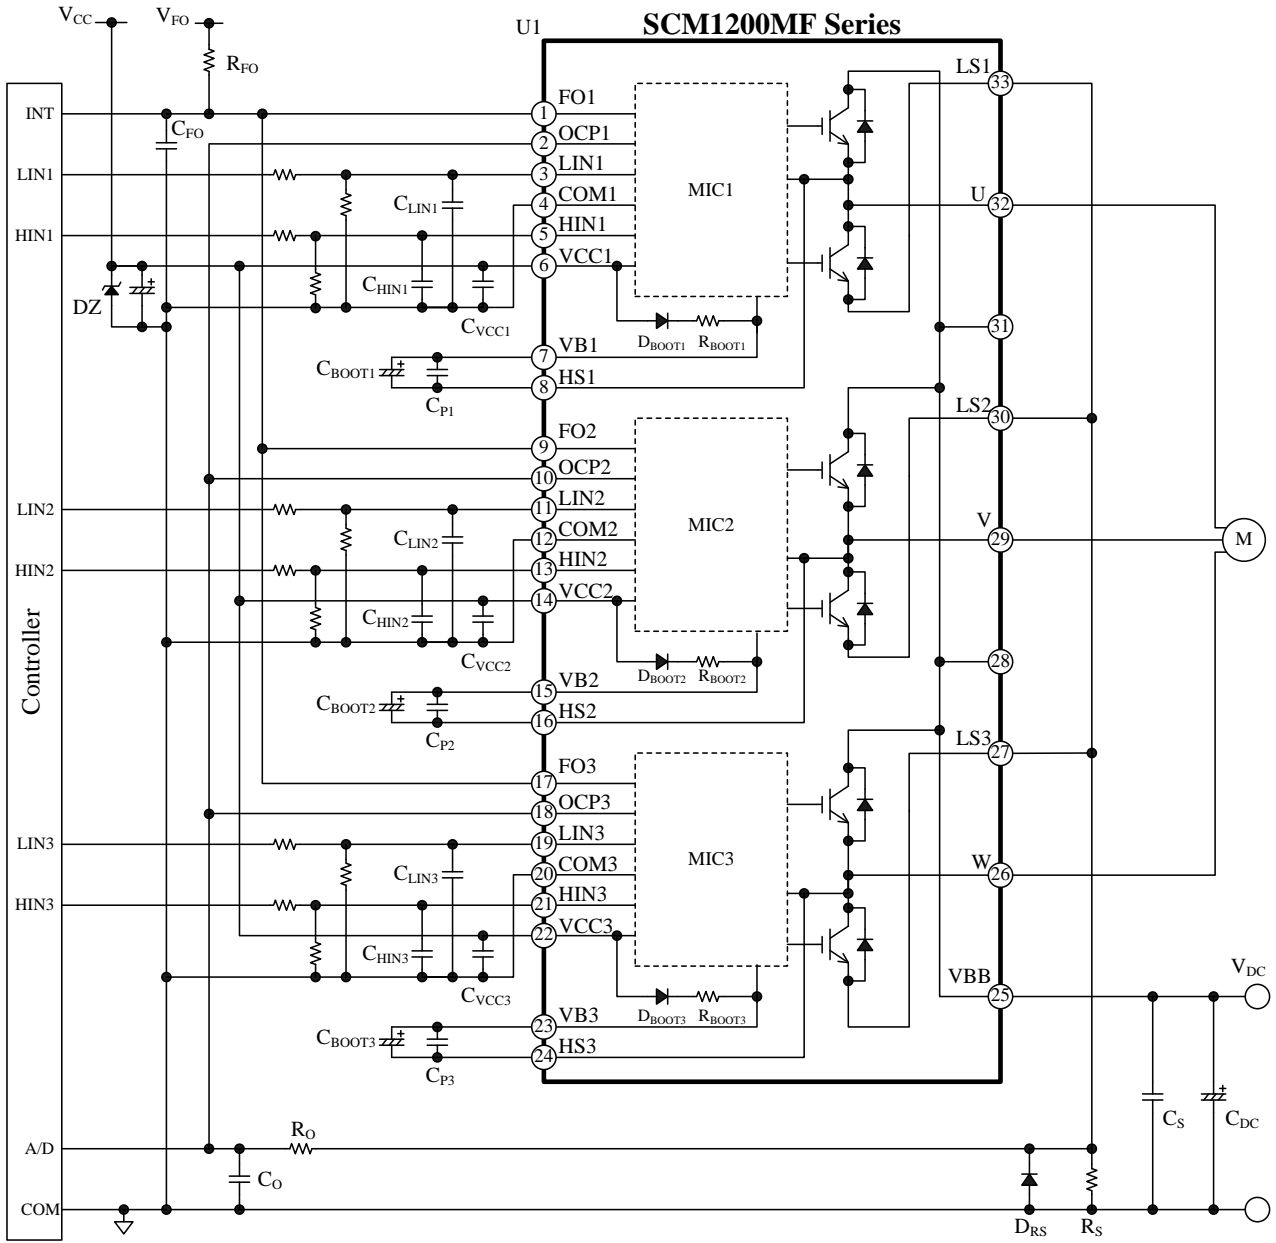 SCM1200MF Series
VCC
VFO
U1
RFO
LS1
33
INT
CFO
1
FO1
2
OCP1
LIN1
CLIN1
3
LIN1
MIC1
4
COM1
U
32
HIN1
CHIN1
5
HIN1
6
VCC1
DZ
CVCC1
DBOOT1
RBOOT1
31
CBOOT1
7
VB1
CP1
8
HS1
LS2
30
9
FO2
10
OCP2
LIN2
CLIN2
11
LIN2
MIC2
12
COM2
V
29
M
HIN2
CHIN2
13
HIN2
14
VCC2
Controller
CVCC2
DBOOT2
RBOOT2
28
CBOOT2
15
VB2
CP2
16
HS2
LS3
27
17
FO3
18
OCP3
LIN3
CLIN3
19
LIN3
MIC3
20
COM3
W
26
HIN3
CHIN3
21
HIN3
22
VCC3
CVCC3
DBOOT3
RBOOT3
VBB
25
VDC
CBOOT3
23
VB3
CP3
24
HS3
CS
CDC
A/D
RO
CO
COM
DRS
RS